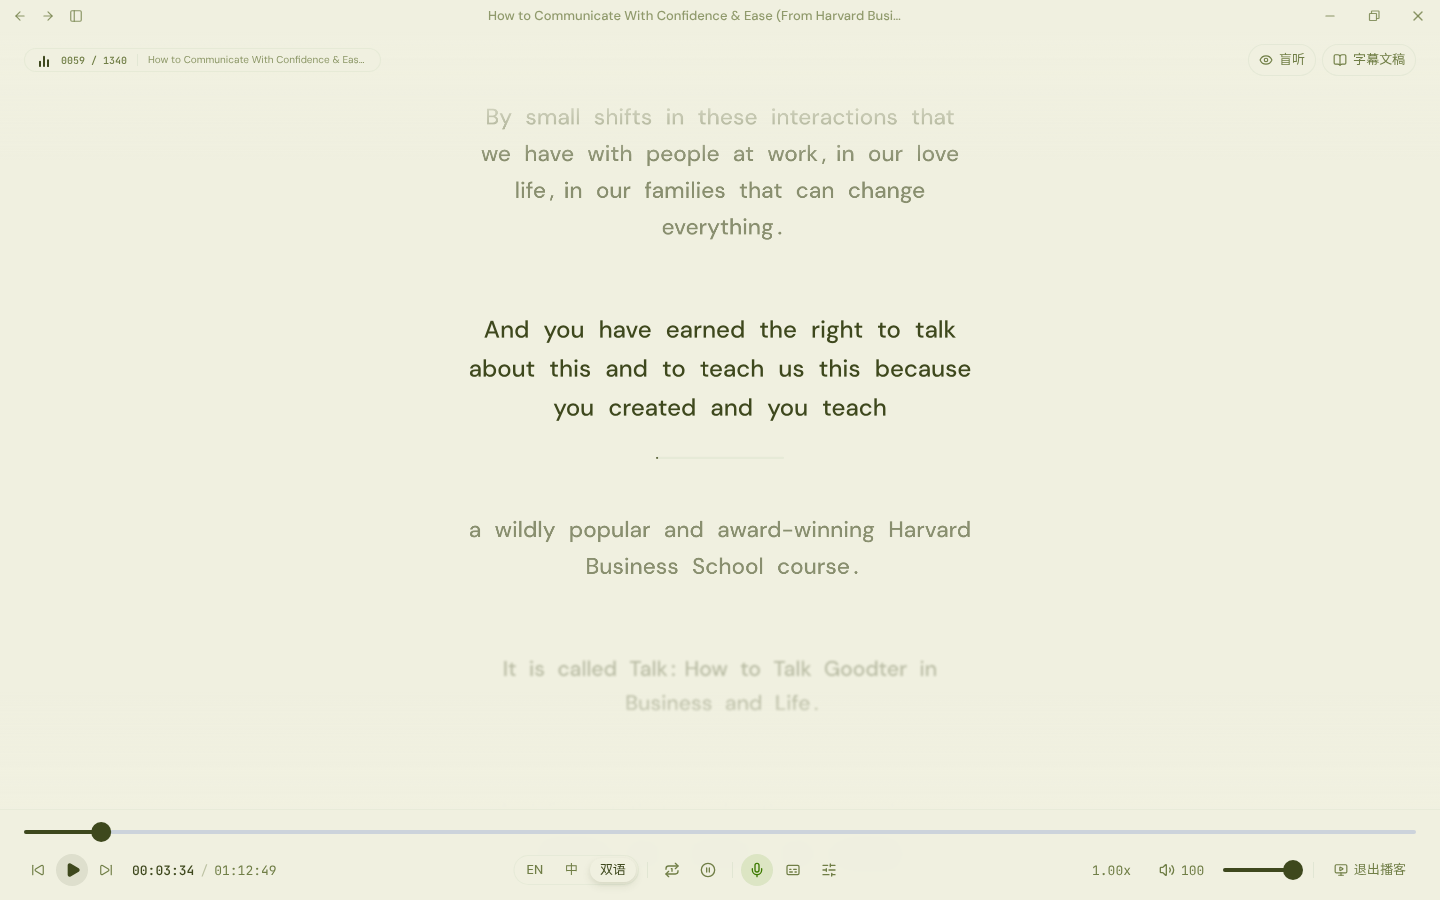 How to Communicate With Confidence & Ease (From Harvard Busi...
0059 / 1340
How to Communicate With Confidence & Eas...
盲听
字幕文稿
By small shifts in these interactions that
we have with people at work, in our love
life, in our families that can change
everything.
And you have earned the right to talk
about this and to teach us this because
you created and you teach
a wildly popular and award-winning Harvard
Business School course.
It is called Talk: How to Talk Goodter in
Business and Life.
00:03:34 / 01:12:49
EN 中 双语
1.00x
100
退出播客